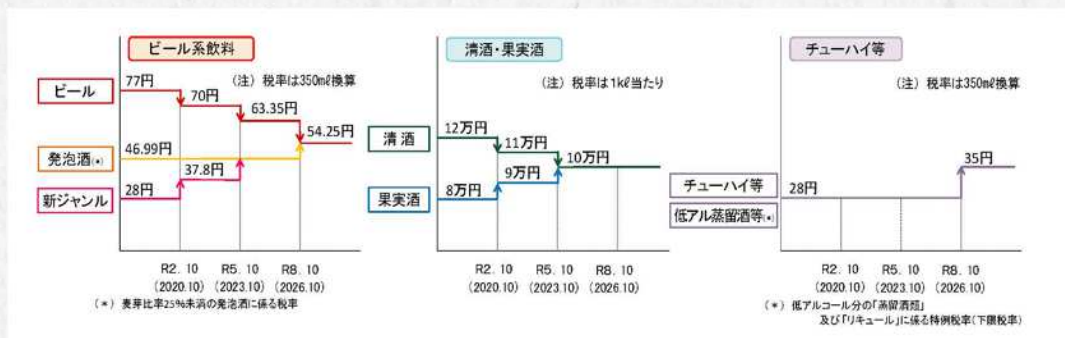 ビール系飲料
(注) 税率は350mℓ換算
ビール
77円
70円
63.35円
54.25円
発泡酒(*)
46.99円
新ジャンル
28円
37.8円
R2. 10
(2020.10)
R5. 10
(2023.10)
R8. 10
(2026.10)
(*) 麦芽比率25%未満の発泡酒に係る税率
清酒・果実酒
(注) 税率は1kℓ当たり
清酒
12万円
11万円
10万円
果実酒
8万円
9万円
R2. 10
(2020.10)
R5. 10
(2023.10)
R8. 10
(2026.10)
チューハイ等
(注) 税率は350mℓ換算
チューハイ等
低アル蒸留酒等(*)
28円
35円
R2. 10
(2020.10)
R5. 10
(2023.10)
R8. 10
(2026.10)
(*) 低アルコール分の「蒸留酒類」
及び「リキュール」に係る特例税率(下限税率)